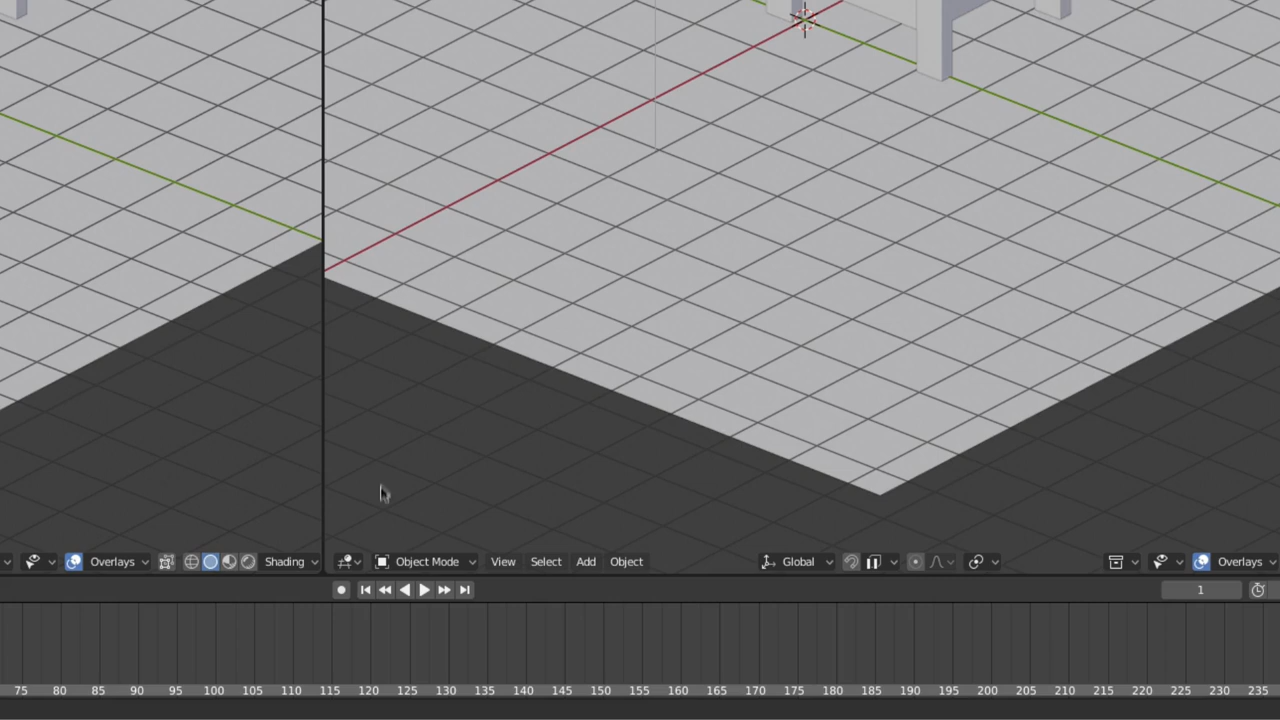 Overlays Shading Object Mode View Select Add Object Global Overlays
1
75 80 85 90 95 100 105 110 115 120 125 130 135 140 145 150 155 160 165 170 175 180 185 190 195 200 205 210 215 220 225 230 235